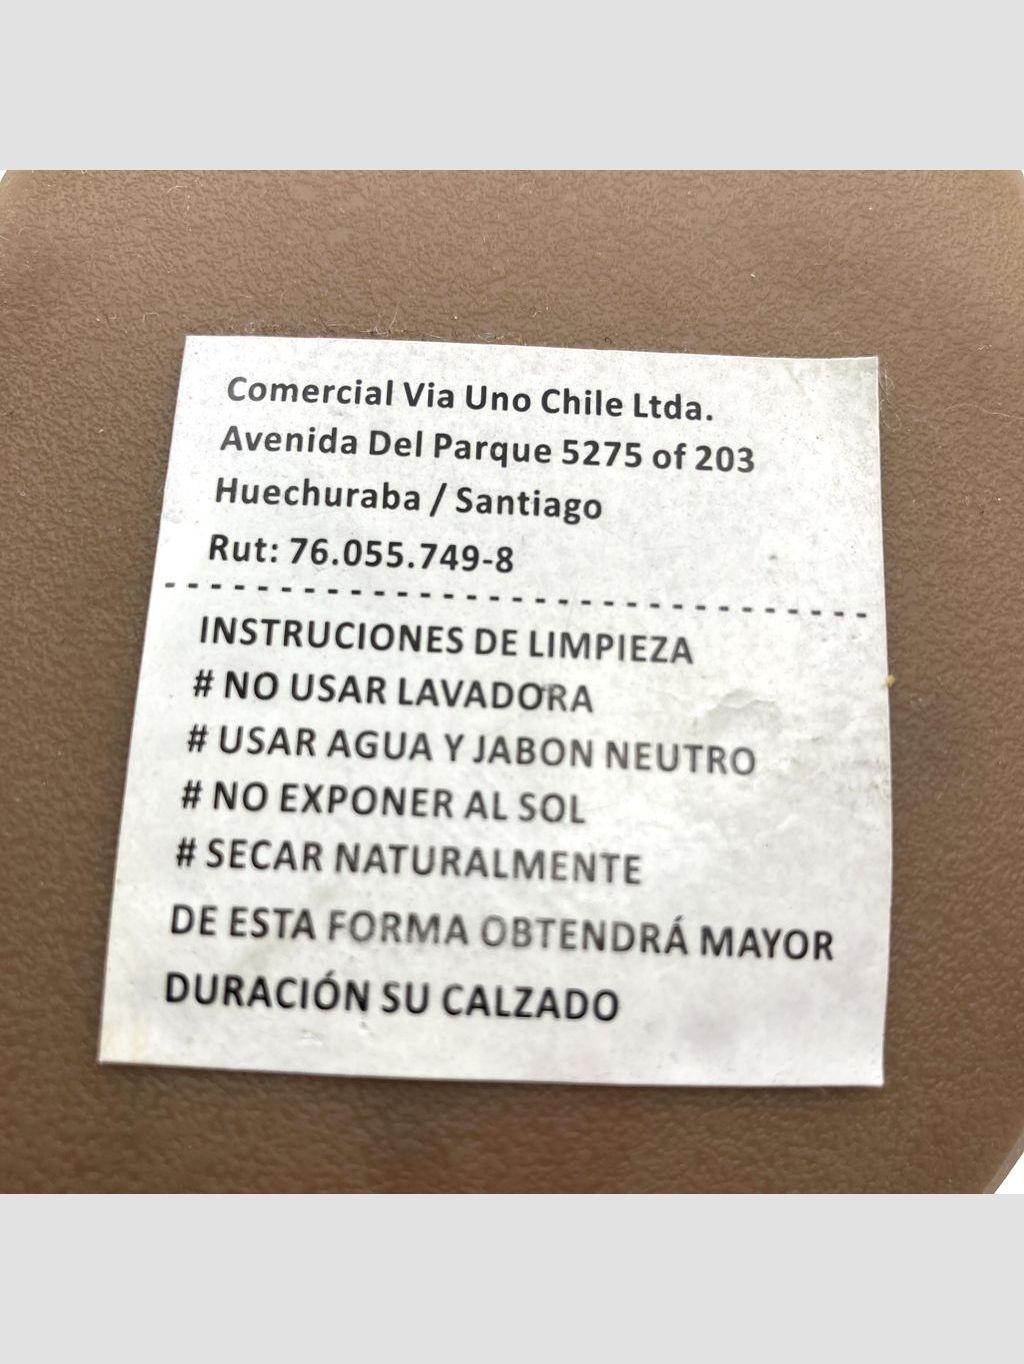 Comercial Via Uno Chile Ltda.
Avenida Del Parque 5275 of 203
Huechuraba / Santiago
Rut: 76.055.749-8
- - - - - - - - - - - - - - - - - - - - - - - - - - - - - - -
INSTRUCIONES DE LIMPIEZA
# NO USAR LAVADORA
# USAR AGUA Y JABON NEUTRO
# NO EXPONER AL SOL
# SECAR NATURALMENTE
DE ESTA FORMA OBTENDRÁ MAYOR
DURACIÓN SU CALZADO